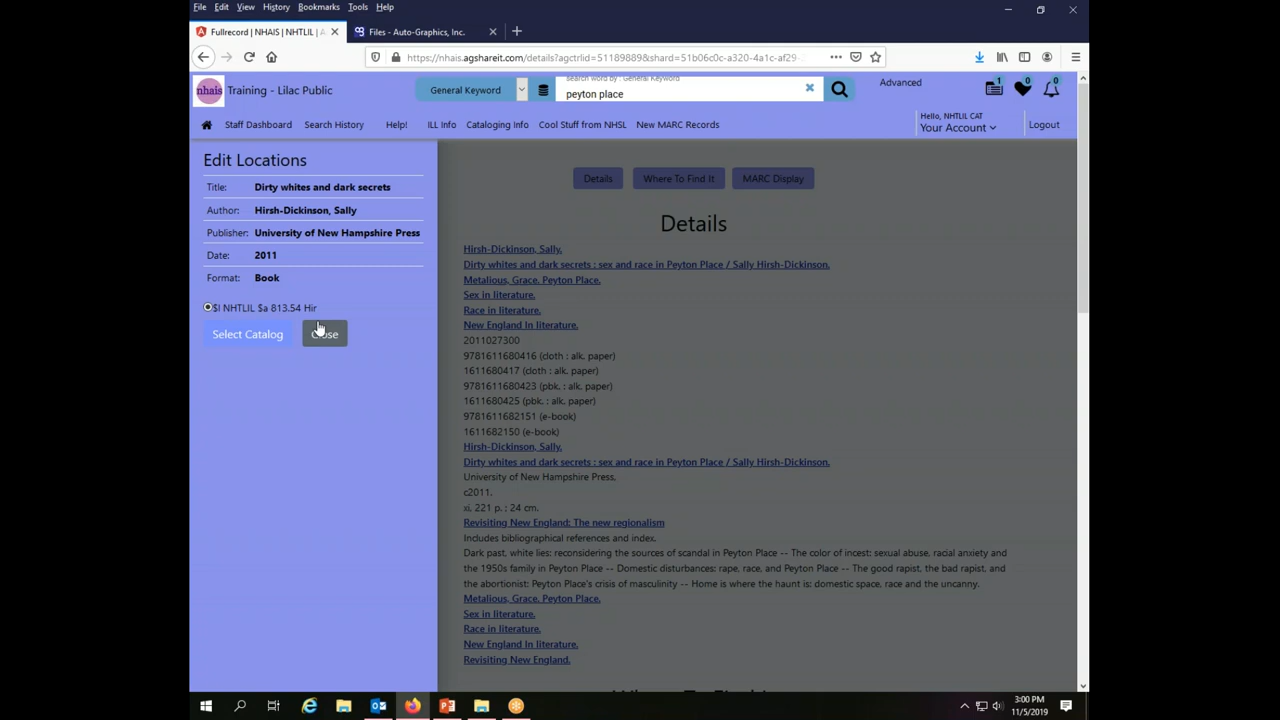 File Edit View History Bookmarks Tools Help
Fullrecord | NHAIS | NHTLIL | A
Files - Auto-Graphics, Inc.
https://nhais.agshareit.com/details?agctrlid=51189889&shard=51b06c0c-a320-4a1c-af29
nhais Training - Lilac Public
General Keyword
search word by : General Keyword
peyton place
Advanced
1 0 0
Staff Dashboard Search History Help! ILL Info Cataloging Info Cool Stuff from NHSL New MARC Records
Hello, NHTLIL CAT
Your Account
Logout
Edit Locations
Title: Dirty whites and dark secrets
Author: Hirsh-Dickinson, Sally
Publisher: University of New Hampshire Press
Date: 2011
Format: Book
$l NHTLIL $a 813.54 Hir
Select Catalog Close
Details Where To Find It MARC Display
Details
Hirsh-Dickinson, Sally.
Dirty whites and dark secrets : sex and race in Peyton Place / Sally Hirsh-Dickinson.
Metalious, Grace. Peyton Place.
Sex in literature.
Race in literature.
New England In literature.
2011027300
9781611680416 (cloth : alk. paper)
1611680417 (cloth : alk. paper)
9781611680423 (pbk. : alk. paper)
1611680425 (pbk. : alk. paper)
9781611682151 (e-book)
1611682150 (e-book)
Hirsh-Dickinson, Sally.
Dirty whites and dark secrets : sex and race in Peyton Place / Sally Hirsh-Dickinson.
University of New Hampshire Press,
c2011.
xi, 221 p. ; 24 cm.
Revisiting New England: The new regionalism
Includes bibliographical references and index.
Dark past, white lies: reconsidering the sources of scandal in Peyton Place -- The color of incest: sexual abuse, racial anxiety and
the 1950s family in Peyton Place -- Domestic disturbances: rape, race, and Peyton Place -- The good rapist, the bad rapist, and
the abortionist: Peyton Place's crisis of masculinity -- Home is where the haunt is: domestic space, race and the uncanny.
Metalious, Grace. Peyton Place.
Sex in literature.
Race in literature.
New England In literature.
Revisiting New England.
3:00 PM
11/5/2019